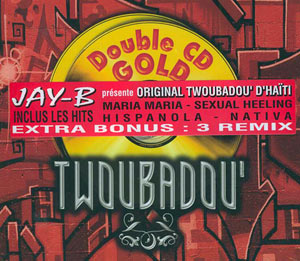 Double CD
GOLD
JAY-B
INCLUS LES HITS
présente ORIGINAL TWOUBADOU' D'HAÏTI
MARIA MARIA - SEXUAL HEELING
HISPANOLA - NATIVA
EXTRA BONUS : 3 REMIX
TWOUBADOU'